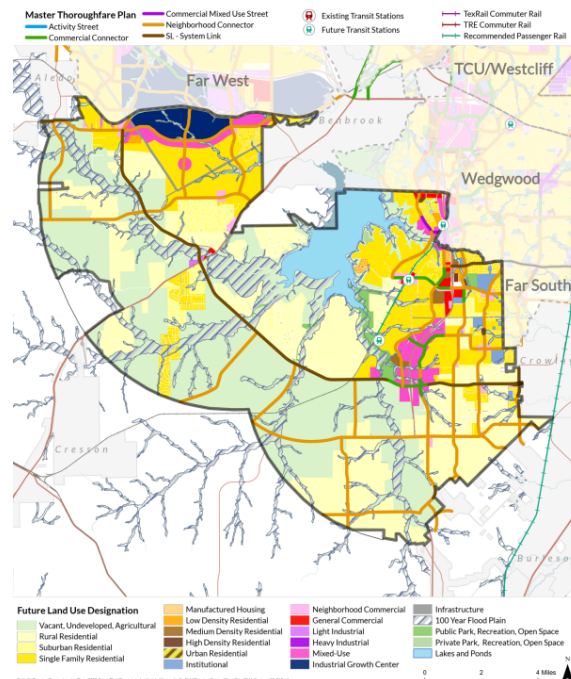 Master Thoroughfare Plan
Activity Street
Commercial Connector
Commercial Mixed Use Street
Neighborhood Connector
SL - System Link
Existing Transit Stations
Future Transit Stations
TexRail Commuter Rail
TRE Commuter Rail
Recommended Passenger Rail
Aledo
Far West
TCU/Westcliff
Benbrook
Wedgwood
Far South
Crowley
Cresson
Burleson
Future Land Use Designation
Vacant, Undeveloped, Agricultural
Rural Residential
Suburban Residential
Single Family Residential
Manufactured Housing
Low Density Residential
Medium Density Residential
High Density Residential
Urban Residential
Institutional
Neighborhood Commercial
General Commercial
Light Industrial
Heavy Industrial
Mixed-Use
Industrial Growth Center
Infrastructure
100 Year Flood Plain
Public Park, Recreation, Open Space
Private Park, Recreation, Open Space
Lakes and Ponds
0 2 4 Miles
N